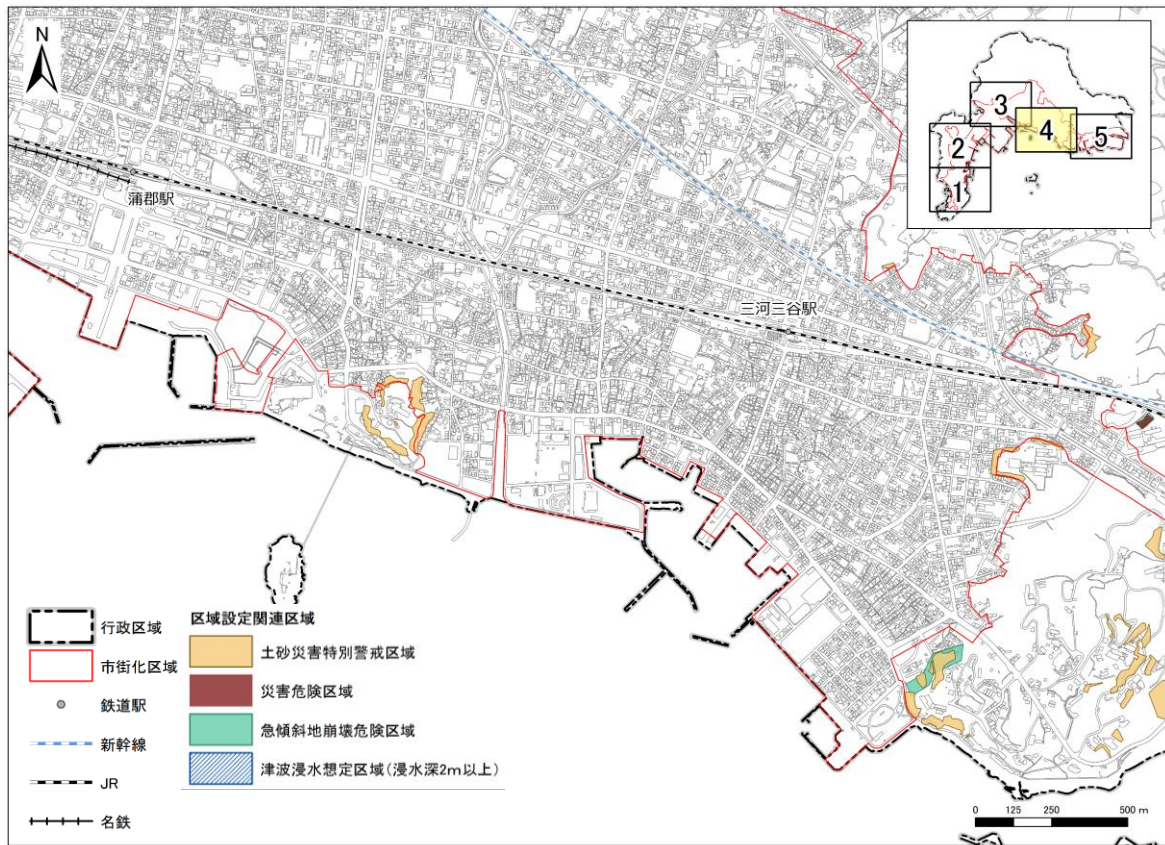 N
3
4
5
2
1
蒲郡駅
三河三谷駅
行政区域
市街化区域
鉄道駅
新幹線
JR
名鉄
区域設定関連区域
土砂災害特別警戒区域
災害危険区域
急傾斜地崩壊危険区域
津波浸水想定区域(浸水深2m以上)
0 125 250 500 m